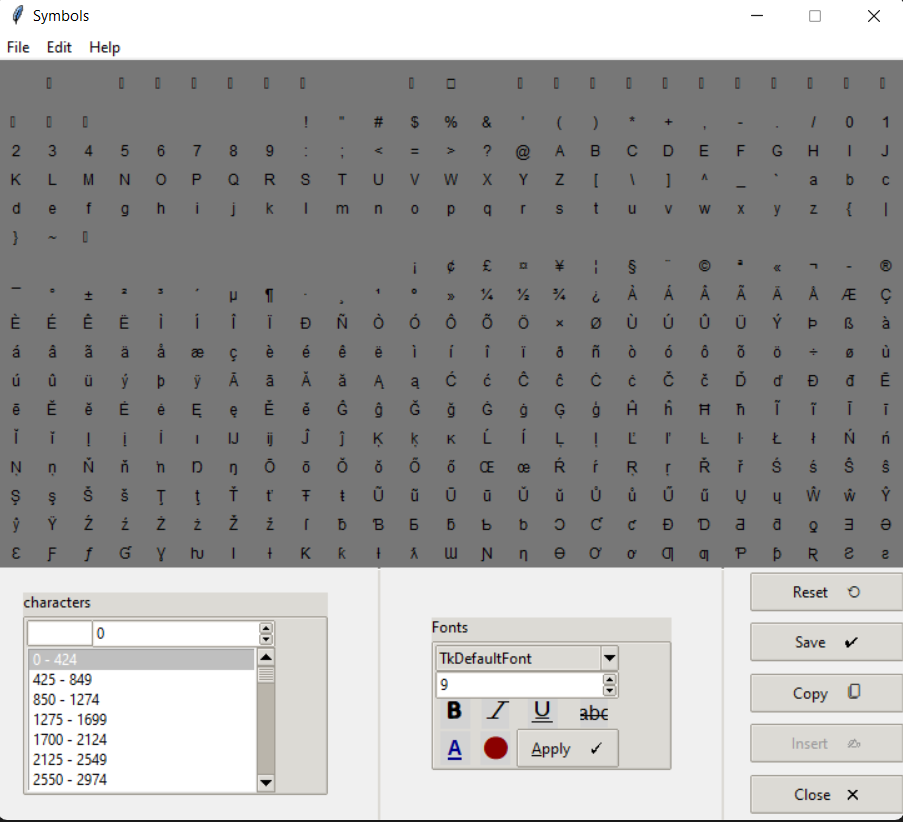 Symbols
File Edit Help
! " # $ % & ' ( ) * + , - . / 0 1
2 3 4 5 6 7 8 9 : ; < = > ? @ A B C D E F G H I J
K L M N O P Q R S T U V W X Y Z [ \ ] ^ _ ` a b c
d e f g h i j k l m n o p q r s t u v w x y z { |
} ~
¡ ¢ £ ¤ ¥ ¦ § ¨ © ª « ¬ - ®
¯ ° ± ² ³ ´ µ ¶ · ¸ ¹ º » ¼ ½ ¾ ¿ À Á Â Ã Ä Å Æ Ç
È É Ê Ë Ì Í Î Ï Ð Ñ Ò Ó Ô Õ Ö × Ø Ù Ú Û Ü Ý Þ ß à
á â ã ä å æ ç è é ê ë ì í î ï ð ñ ò ó ô õ ö ÷ ø ù
ú û ü ý þ ÿ Ā ā Ă ă Ą ą Ć ć Ĉ ĉ Ċ ċ Č č Ď ď Đ đ Ē
ē Ĕ ĕ Ė ė Ę ę Ě ě Ĝ ĝ Ğ ğ Ġ ġ Ģ ģ Ĥ ĥ Ħ ħ Ĩ ĩ Ī ī
Ĭ ĭ Į į İ ı Ĳ ĳ Ĵ ĵ Ķ ķ ĸ Ĺ ĺ Ļ ļ Ľ ľ Ŀ ŀ Ł ł Ń ń
Ņ ņ Ň ň ŉ Ŋ ŋ Ō ō Ŏ ŏ Ő ő Œ œ Ŕ ŕ Ŗ ŗ Ř ř Ś ś Ŝ ŝ
Ş ş Š š Ţ ţ Ť ť Ŧ ŧ Ũ ũ Ū ū Ŭ ŭ Ů ů Ű ű Ų ų Ŵ ŵ Ŷ
ŷ Ÿ Ź ź Ż ż Ž ž ſ ƀ Ɓ Ƃ ƃ Ƅ ƅ Ɔ Ƈ ƈ Ɖ Ɗ Ƌ ƌ ƍ Ǝ Ə
Ɛ Ƒ ƒ Ɠ Ɣ ƕ Ɩ Ɨ Ƙ ƙ ƚ ƛ Ɯ Ɲ ƞ Ɵ Ơ ơ Ƣ ƣ Ƥ ƥ Ʀ Ƨ ƨ
characters
0
0 - 424
425 - 849
850 - 1274
1275 - 1699
1700 - 2124
2125 - 2549
2550 - 2974
Fonts
TkDefaultFont
9
B I U abc
A Apply ✓
Reset
Save ✔
Copy
Insert
Close ✕